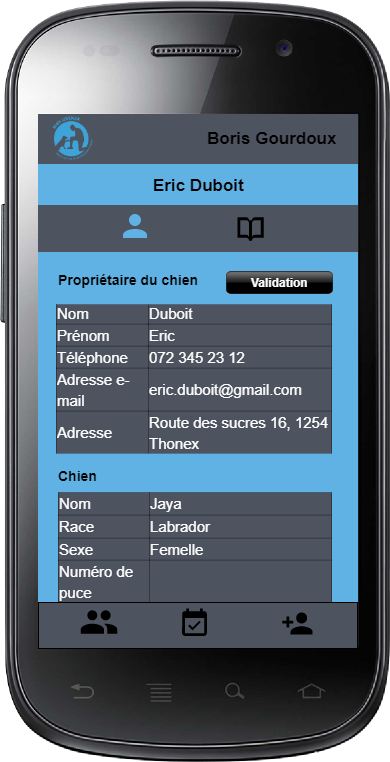 Boris Gourdoux
Eric Duboit
Propriétaire du chien
Validation
Nom Duboit
Prénom Eric
Téléphone 072 345 23 12
Adresse e-
mail eric.duboit@gmail.com
Adresse Route des sucres 16, 1254
Thonex
Chien
Nom Jaya
Race Labrador
Sexe Femelle
Numéro de
puce